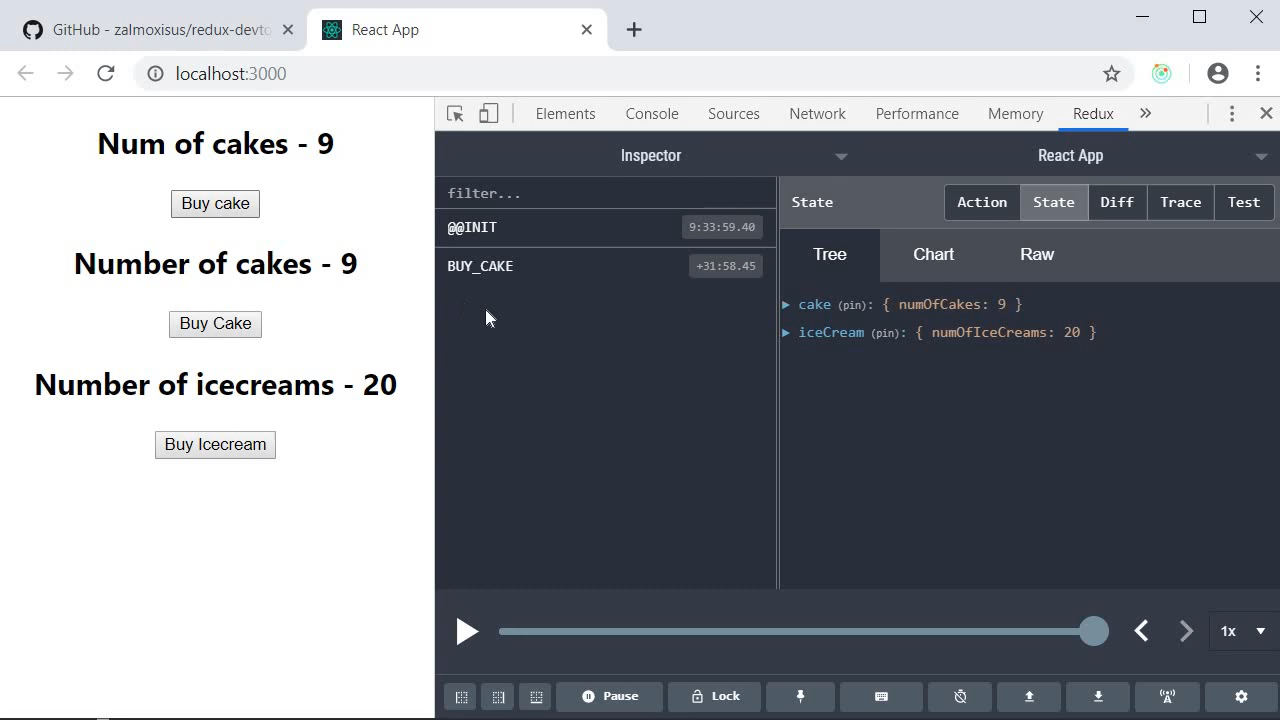 GitHub - zalmoxisus/redux-devto
React App
localhost:3000
Num of cakes - 9
Buy cake
Number of cakes - 9
Buy Cake
Number of icecreams - 20
Buy Icecream
Elements Console Sources Network Performance Memory Redux »
Inspector
React App
filter...
@@INIT 9:33:59.40
BUY_CAKE +31:58.45
State Action State Diff Trace Test
Tree Chart Raw
cake (pin): { numOfCakes: 9 }
iceCream (pin): { numOfIceCreams: 20 }
1x
Pause Lock